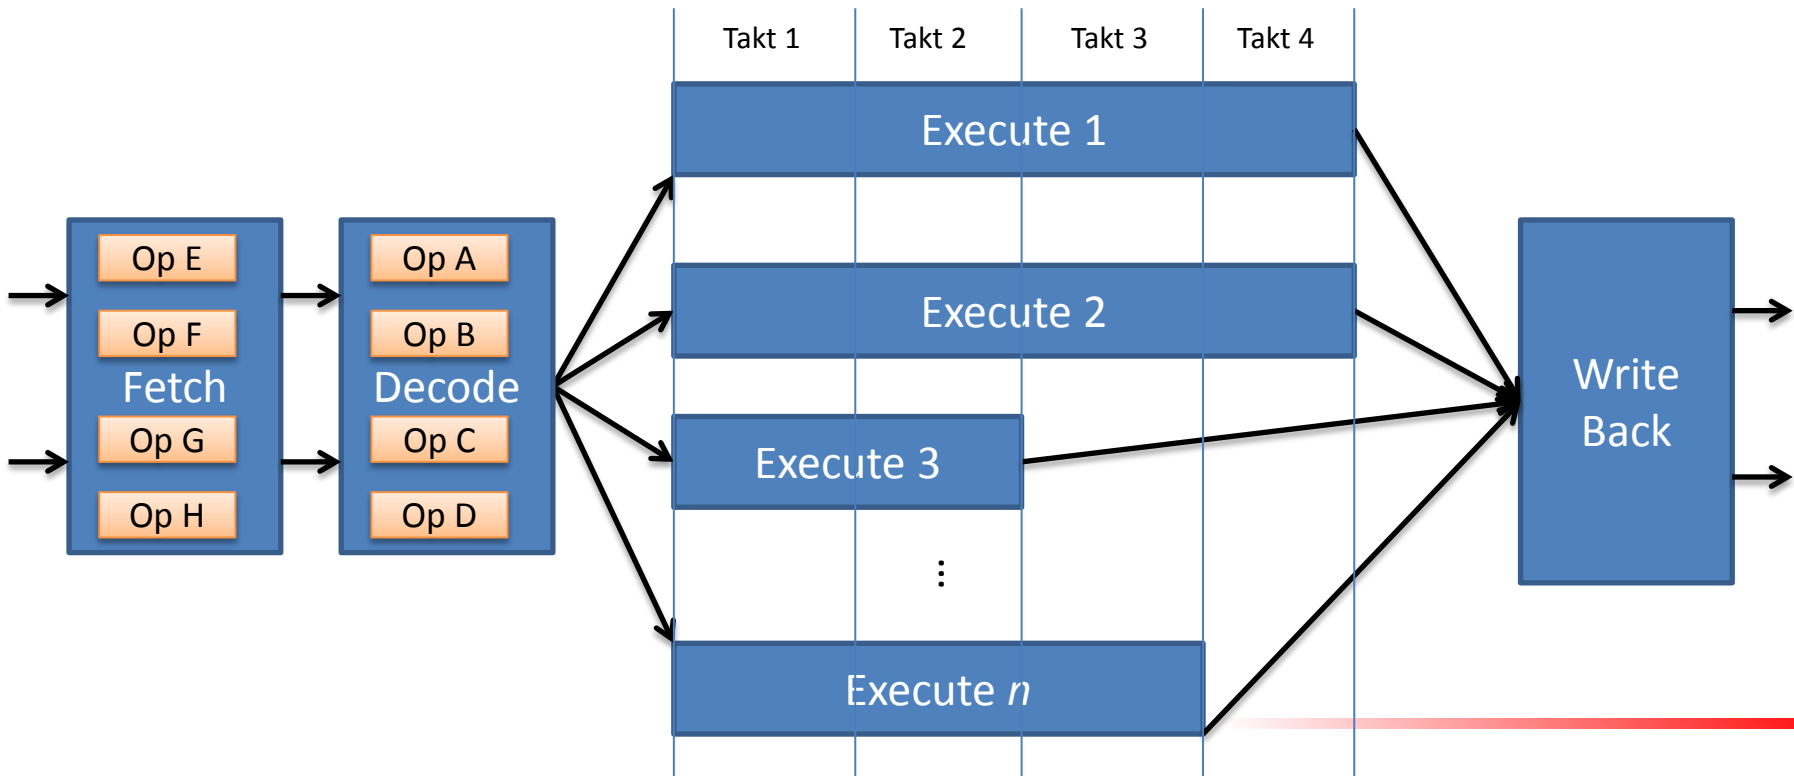 Takt 1
Takt 2
Takt 3
Takt 4
Execute 1
Op E
Op F
Fetch
Op G
Op H
Op A
Op B
Decode
Op C
Op D
Execute 2
Execute 3
...
Execute n
Write
Back